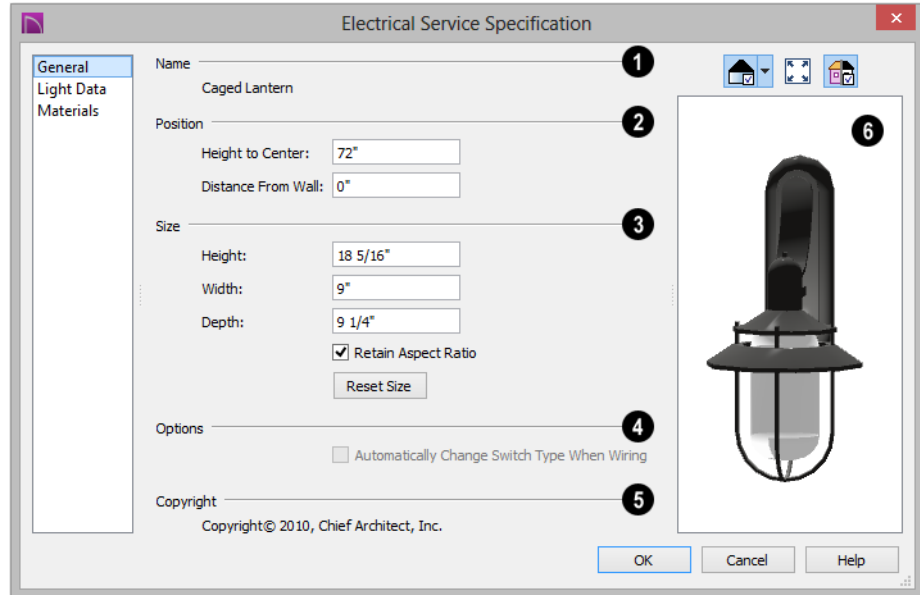 Electrical Service Specification
General
Light Data
Materials
Name
1
Caged Lantern
Position
2
Height to Center: 72"
Distance From Wall: 0"
Size
3
Height: 18 5/16"
Width: 9"
Depth: 9 1/4"
Retain Aspect Ratio
Reset Size
Options
4
Automatically Change Switch Type When Wiring
Copyright
5
Copyright© 2010, Chief Architect, Inc.
6
OK Cancel Help